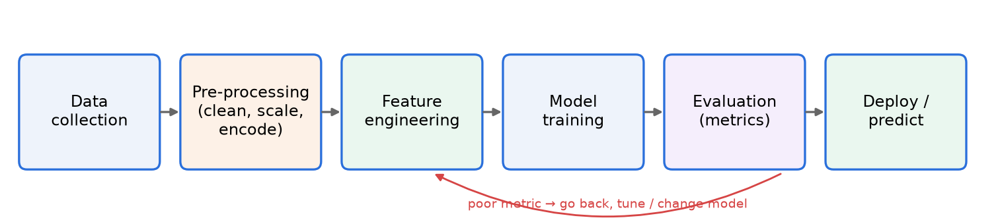 Data
collection
Pre-processing
(clean, scale,
encode)
Feature
engineering
Model
training
Evaluation
(metrics)
Deploy /
predict
poor metric → go back, tune / change model